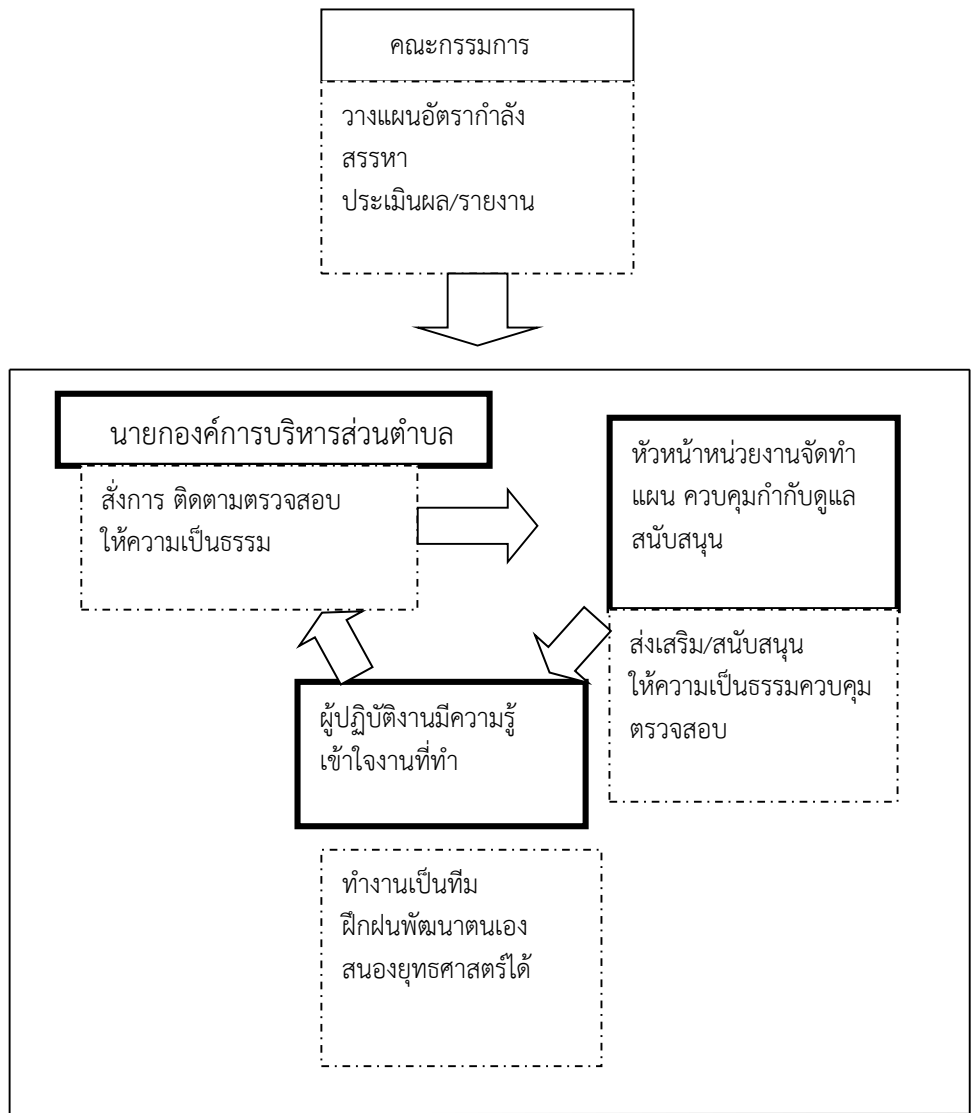 คณะกรรมการ
วางแผนอัตรากำลัง
สรรหา
ประเมินผล/รายงาน
นายกองค์การบริหารส่วนตำบล
สั่งการ ติดตามตรวจสอบ
ให้ความเป็นธรรม
หัวหน้าหน่วยงานจัดทำ
แผน ควบคุมกำกับดูแล
สนับสนุน
ส่งเสริม/สนับสนุน
ให้ความเป็นธรรมควบคุม
ตรวจสอบ
ผู้ปฏิบัติงานมีความรู้
เข้าใจงานที่ทำ
ทำงานเป็นทีม
ฝึกฝนพัฒนาตนเอง
สนองยุทธศาสตร์ได้